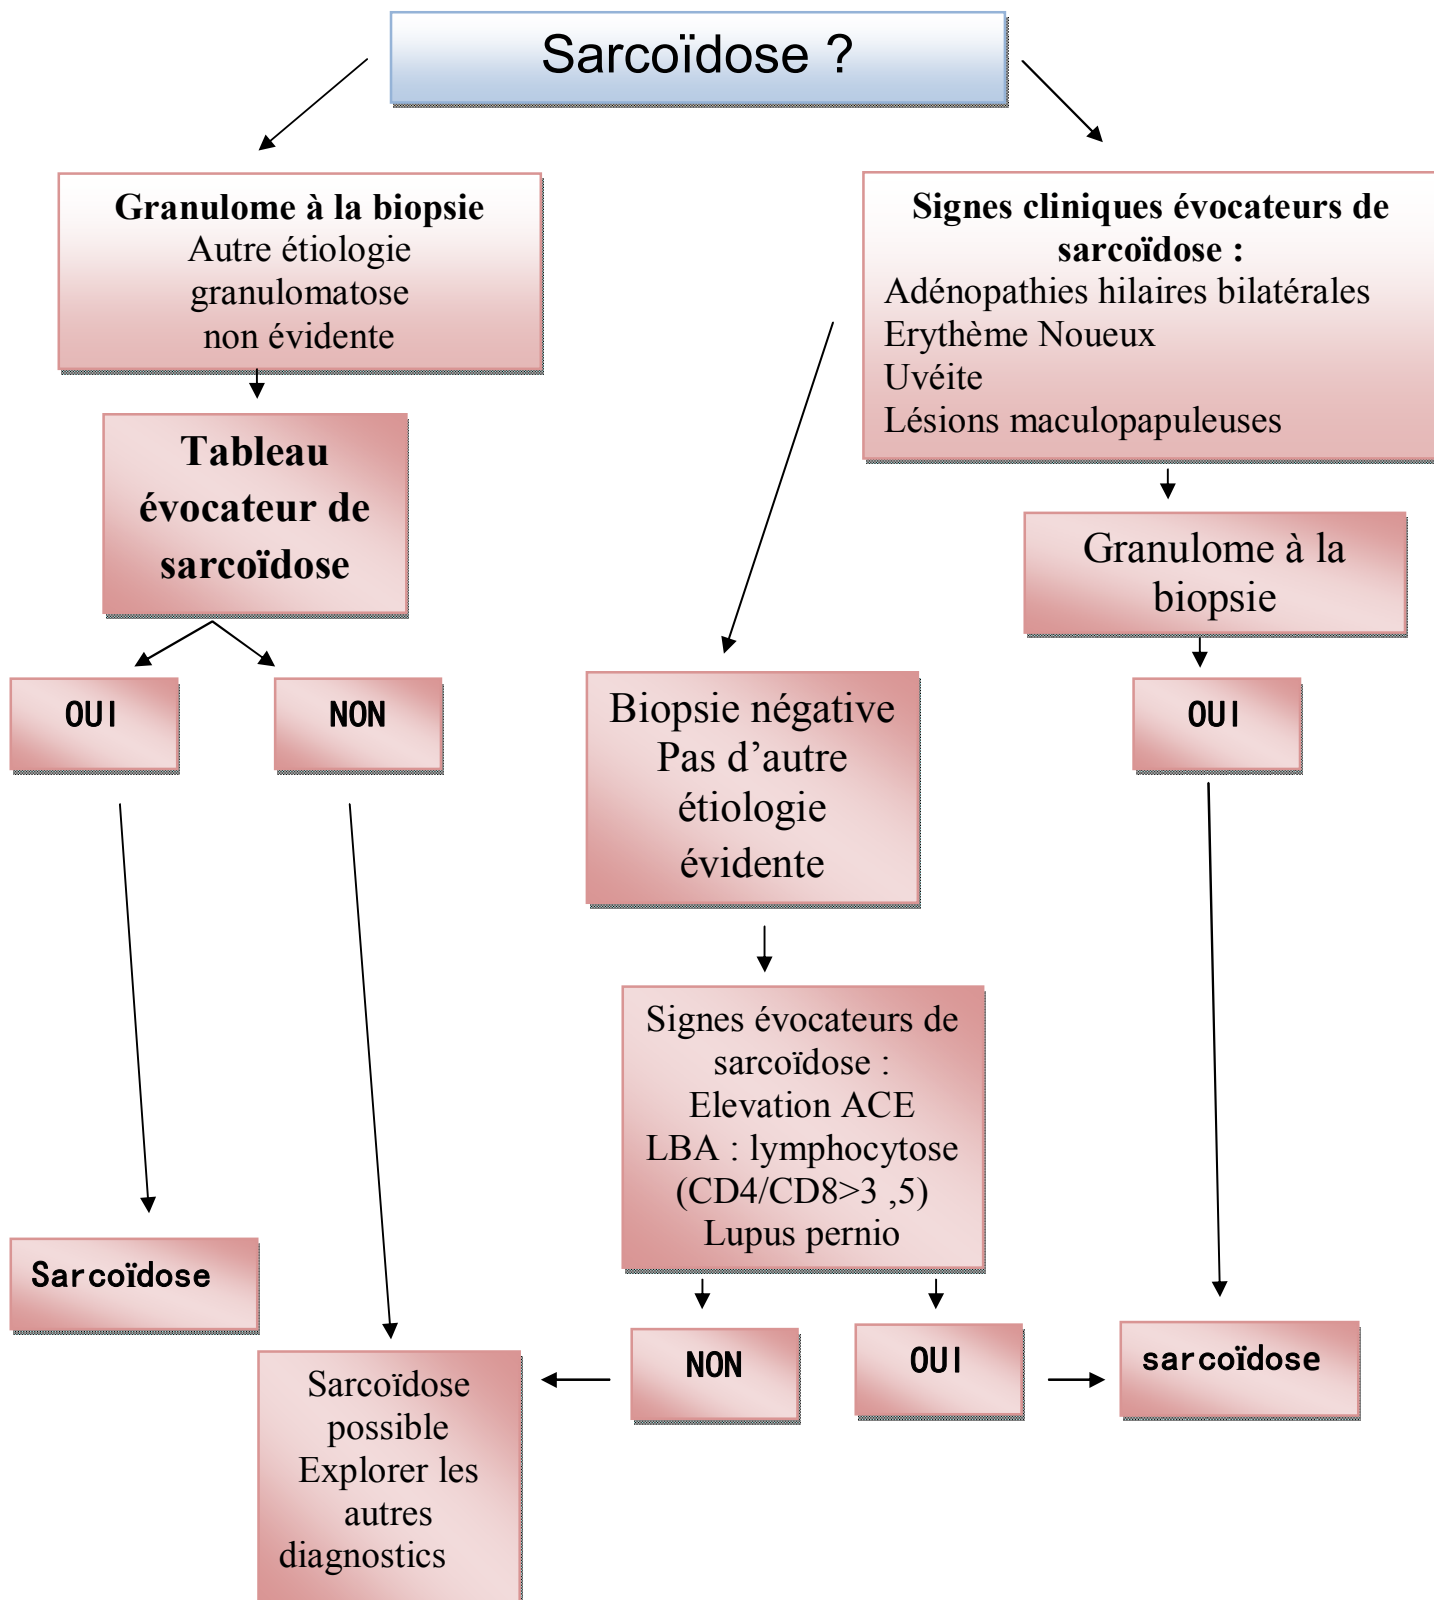 Sarcoïdose ?
Granulome à la biopsie
Autre étiologie
granulomatose
non évidente
Signes cliniques évocateurs de
sarcoïdose :
Adénopathies hilaires bilatérales
Erythème Noueux
Uvéite
Lésions maculopapuleuses
Tableau
évocateur de
sarcoïdose
Granulome à la
biopsie
OUI
NON
Biopsie négative
Pas d’autre
étiologie
évidente
OUI
Signes évocateurs de
sarcoïdose :
Elevation ACE
LBA : lymphocytose
(CD4/CD8>3 ,5)
Lupus pernio
Sarcoïdose
NON
OUI
sarcoïdose
Sarcoïdose
possible
Explorer les
autres
diagnostics